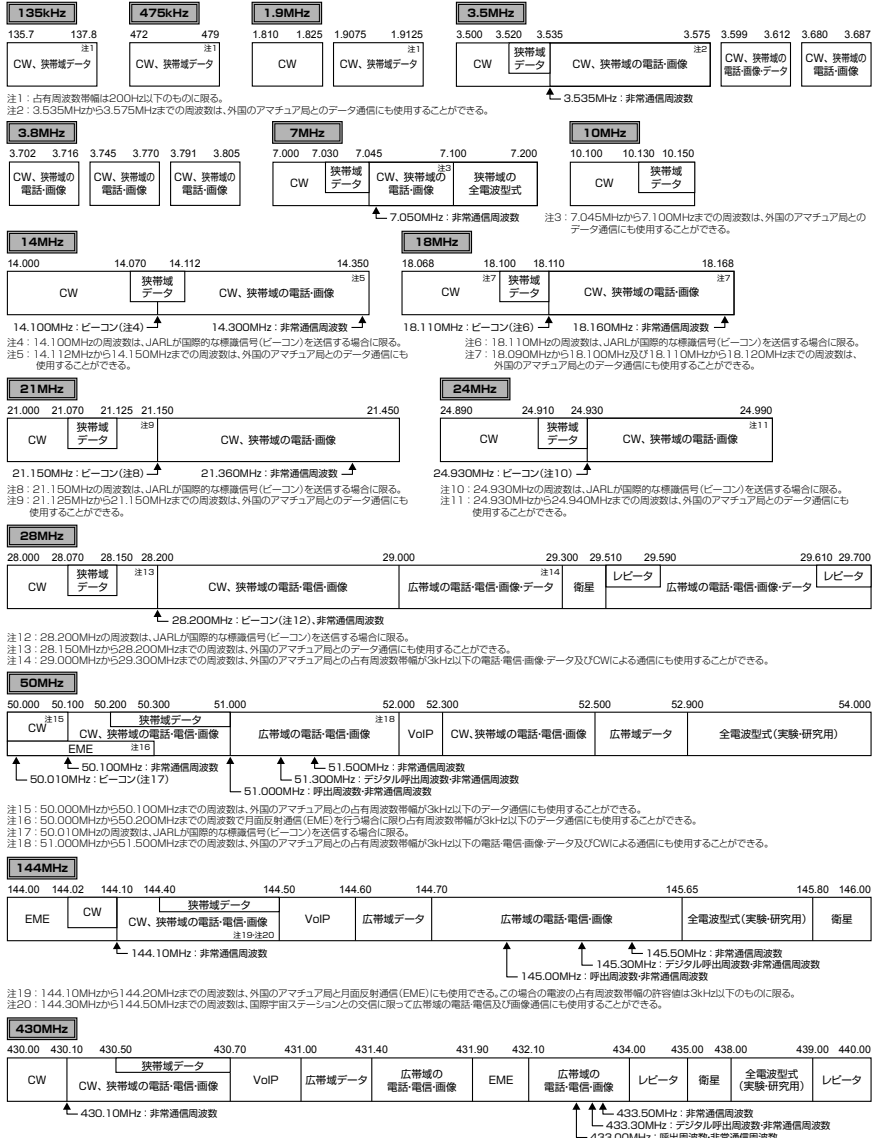 135kHz
475kHz
1.9MHz
3.5MHz
135.7 137.8
472 479
1.810 1.825 1.9075 1.9125
3.500 3.520 3.535 3.575 3.599 3.612 3.680 3.687
注1
CW、狭帯域データ
注1
CW、狭帯域データ
CW
注1
CW、狭帯域データ
CW
狭帯域
データ
注2
CW、狭帯域の電話・画像
CW、狭帯域の
電話・画像・データ
CW、狭帯域の
電話・画像
3.535MHz：非常通信周波数
注1：占有周波数帯幅は200Hz以下のものに限る。
注2：3.535MHzから3.575MHzまでの周波数は、外国のアマチュア局とのデータ通信にも使用することができる。
3.8MHz
7MHz
10MHz
3.702 3.716 3.745 3.770 3.791 3.805
7.000 7.030 7.045 7.100 7.200
10.100 10.130 10.150
CW、狭帯域の
電話・画像
CW、狭帯域の
電話・画像
CW、狭帯域の
電話・画像
CW
狭帯域
データ
注3
CW、狭帯域の
電話・画像
狭帯域の
全電波型式
CW
狭帯域
データ
7.050MHz：非常通信周波数
注3：7.045MHzから7.100MHzまでの周波数は、外国のアマチュア局との
データ通信にも使用することができる。
14MHz
18MHz
14.000 14.070 14.112 14.350
18.068 18.100 18.110 18.168
CW
狭帯域
データ
注5
CW、狭帯域の電話・画像
注7
CW
狭帯域
データ
注7
CW、狭帯域の電話・画像
14.100MHz：ビーコン(注4)
14.300MHz：非常通信周波数
18.110MHz：ビーコン(注6)
18.160MHz：非常通信周波数
注4：14.100MHzの周波数は、JARLが国際的な標識信号(ビーコン)を送信する場合に限る。
注5：14.112MHzから14.150MHzまでの周波数は、外国のアマチュア局とのデータ通信にも
使用することができる。
注6：18.110MHzの周波数は、JARLが国際的な標識信号(ビーコン)を送信する場合に限る。
注7：18.090MHzから18.100MHz及び18.110MHzから18.120MHzまでの周波数は、
外国のアマチュア局とのデータ通信にも使用することができる。
21MHz
24MHz
21.000 21.070 21.125 21.150 21.450
24.890 24.910 24.930 24.990
CW
狭帯域
データ
注9
CW、狭帯域の電話・画像
CW
狭帯域
データ
注11
CW、狭帯域の電話・画像
21.150MHz：ビーコン(注8)
21.360MHz：非常通信周波数
24.930MHz：ビーコン(注10)
注8：21.150MHzの周波数は、JARLが国際的な標識信号(ビーコン)を送信する場合に限る。
注9：21.125MHzから21.150MHzまでの周波数は、外国のアマチュア局とのデータ通信にも
使用することができる。
注10：24.930MHzの周波数は、JARLが国際的な標識信号(ビーコン)を送信する場合に限る。
注11：24.930MHzから24.940MHzまでの周波数は、外国のアマチュア局とのデータ通信にも
使用することができる。
28MHz
28.000 28.070 28.150 28.200 29.000 29.300 29.510 29.590 29.610 29.700
CW
狭帯域
データ
注13
CW、狭帯域の電話・電信・画像
注14
広帯域の電話・電信・画像・データ
衛星
レピータ
広帯域の電話・電信・画像・データ
レピータ
28.200MHz：ビーコン(注12)、非常通信周波数
注12：28.200MHzの周波数は、JARLが国際的な標識信号(ビーコン)を送信する場合に限る。
注13：28.150MHzから28.200MHzまでの周波数は、外国のアマチュア局とのデータ通信にも使用することができる。
注14：29.000MHzから29.300MHzまでの周波数は、外国のアマチュア局との占有周波数帯幅が3kHz以下の電話・電信・画像・データ及びCWによる通信にも使用することができる。
50MHz
50.000 50.100 50.200 50.300 51.000 52.000 52.300 52.500 52.900 54.000
注15
CW
狭帯域データ
CW、狭帯域の電話・電信・画像
EME 注16
注18
広帯域の電話・電信・画像
VoIP
CW、狭帯域の電話・電信・画像
広帯域データ
全電波型式(実験・研究用)
50.100MHz：非常通信周波数
50.010MHz：ビーコン(注17)
51.500MHz：非常通信周波数
51.300MHz：デジタル呼出周波数・非常通信周波数
51.000MHz：呼出周波数・非常通信周波数
注15：50.000MHzから50.100MHzまでの周波数は、外国のアマチュア局との占有周波数帯幅が3kHz以下のデータ通信にも使用することができる。
注16：50.000MHzから50.200MHzまでの周波数で月面反射通信(EME)を行う場合に限り占有周波数帯幅が3kHz以下のデータ通信にも使用することができる。
注17：50.010MHzの周波数は、JARLが国際的な標識信号(ビーコン)を送信する場合に限る。
注18：51.000MHzから51.500MHzまでの周波数は、外国のアマチュア局との占有周波数帯幅が3kHz以下の電話・電信・画像・データ及びCWによる通信にも使用することができる。
144MHz
144.00 144.02 144.10 144.40 144.50 144.60 144.70 145.65 145.80 146.00
EME
CW
狭帯域データ
CW、狭帯域の電話・電信・画像
注19・注20
VoIP
広帯域データ
広帯域の電話・電信・画像
全電波型式(実験・研究用)
衛星
144.10MHz：非常通信周波数
145.50MHz：非常通信周波数
145.30MHz：デジタル呼出周波数・非常通信周波数
145.00MHz：呼出周波数・非常通信周波数
注19：144.10MHzから144.20MHzまでの周波数は、外国のアマチュア局と月面反射通信(EME)にも使用できる。この場合の電波の占有周波数帯幅の許容値は3kHz以下のものに限る。
注20：144.30MHzから144.50MHzまでの周波数は、国際宇宙ステーションとの交信に限って広帯域の電話・電信及び画像通信にも使用することができる。
430MHz
430.00 430.10 430.50 430.70 431.00 431.40 431.90 432.10 434.00 435.00 438.00 439.00 440.00
CW
狭帯域データ
CW、狭帯域の電話・電信・画像
VoIP
広帯域データ
広帯域の
電話・電信・画像
EME
広帯域の
電話・電信・画像
レピータ
衛星
全電波型式
(実験・研究用)
レピータ
430.10MHz：非常通信周波数
433.50MHz：非常通信周波数
433.30MHz：デジタル呼出周波数・非常通信周波数
433.00MHz：呼出周波数・非常通信周波数